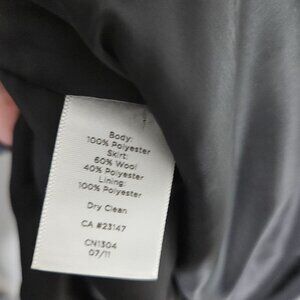 Body:
100% Polyester
Skirt:
60% Wool
40% Polyester
Lining:
100% Polyester
Dry Clean
CA #23147
CN1304
07/11